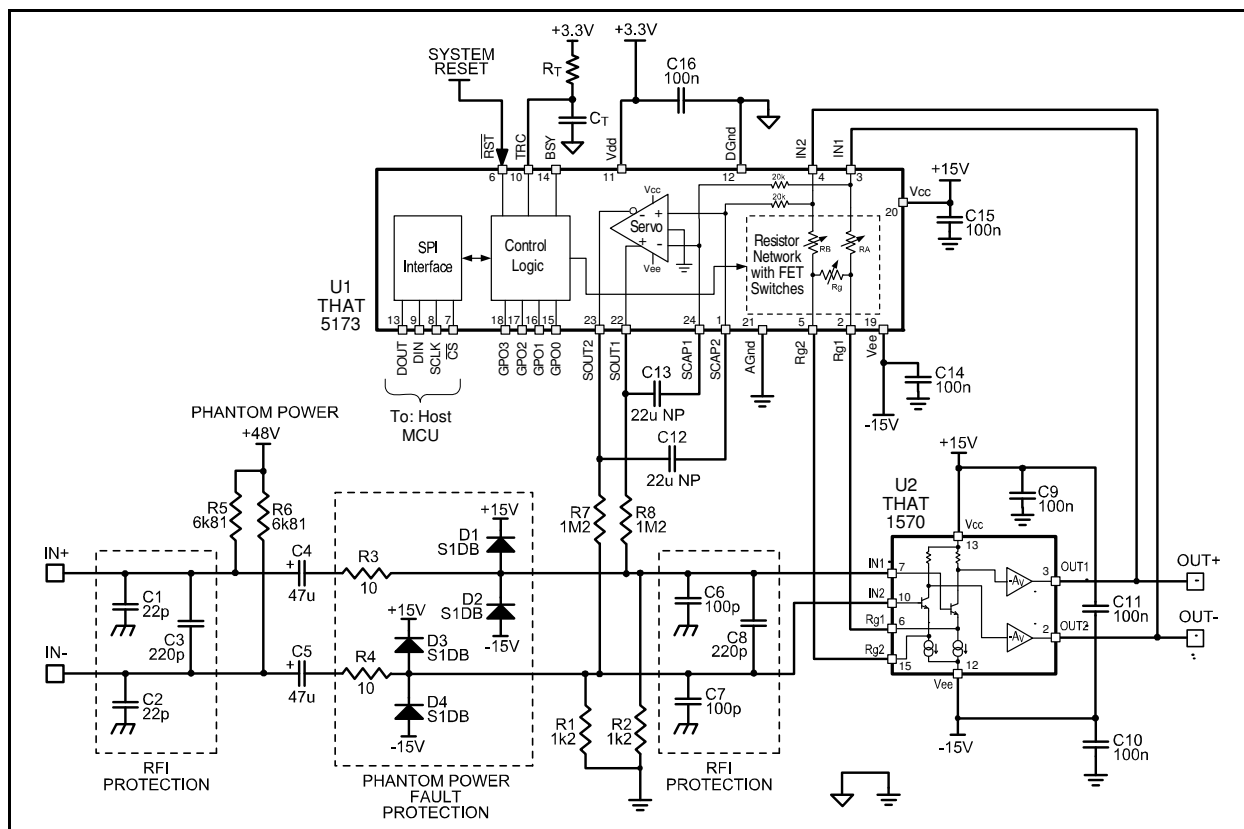 +3.3V
+3.3V
SYSTEM
RESET
RT
CT
C16
100n
RST
TRC
BSY
Vdd
DGnd
IN2
IN1
6
10
14
11
12
4
3
+15V
Vcc
20
C15
100n
20k
20k
Vcc
-
+
Servo
+
-
Vee
SPI
Interface
Control
Logic
Resistor
Network
with FET
Switches
RB
RA
Rg
U1
THAT
5173
13
9
8
7
18
17
16
15
23
22
24
1
21
5
2
19
DOUT
DIN
SCLK
CS
GPO3
GPO2
GPO1
GPO0
SOUT2
SOUT1
SCAP1
SCAP2
AGnd
Rg2
Rg1
Vee
To: Host
MCU
C13
22u NP
C12
22u NP
C14
100n
-15V
PHANTOM POWER
+48V
R5
6k81
R6
6k81
+15V
U2
THAT
1570
C9
100n
Vcc
13
R7
1M2
R8
1M2
+15V
D1
S1DB
D2
S1DB
-15V
IN+
C4
+
47u
R3
10
C1
22p
C3
220p
IN-
C5
+
47u
R4
10
C2
22p
+15V
D3
S1DB
D4
S1DB
-15V
C6
100p
C8
220p
C7
100p
R1
1k2
R2
1k2
IN1
7
IN2
10
Rg1
6
Rg2
15
-Av
-Av
3
OUT1
2
OUT2
12
Vee
OUT+
-
OUT-
-
C11
100n
-15V
C10
100n
RFI
PROTECTION
PHANTOM POWER
FAULT
PROTECTION
RFI
PROTECTION